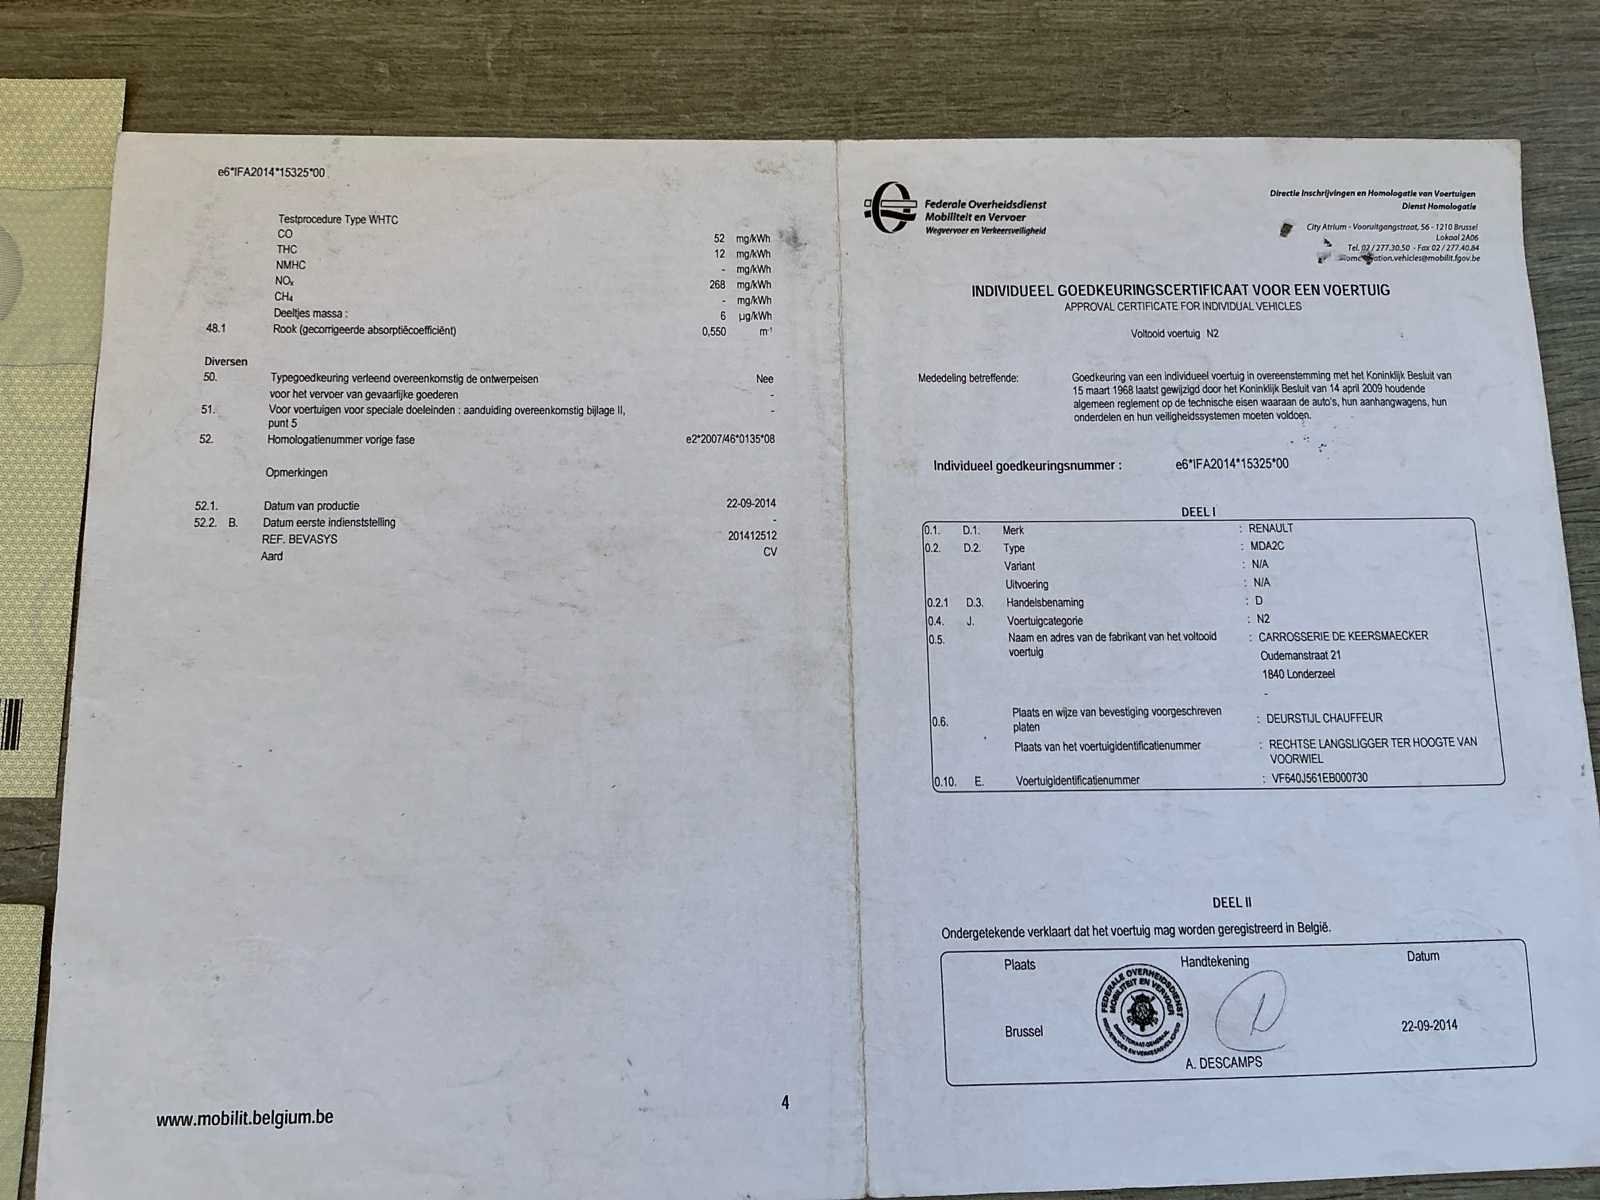 e6*IFA2014*15325*00
Testprocedure Type WHTC
CO 52 mg/kWh
THC 12 mg/kWh
NMHC - mg/kWh
NOx 268 mg/kWh
CH4 - mg/kWh
Deeltjes massa : 6 µg/kWh
48.1 Rook (gecorrigeerde absorptiëcoefficiënt) 0,550 m-1
Diversen
50. Typegoedkeuring verleend overeenkomstig de ontwerpeisen Nee
voor het vervoer van gevaarlijke goederen -
51. Voor voertuigen voor speciale doeleinden : aanduiding overeenkomstig bijlage II, -
punt 5
52. Homologatienummer vorige fase e2*2007/46*0135*08
Opmerkingen
52.1. Datum van productie 22-09-2014
52.2. B. Datum eerste indienststelling -
REF. BEVASYS 201412512
Aard CV
www.mobilit.belgium.be
4
Federale Overheidsdienst
Mobiliteit en Vervoer
Wegvervoer en Verkeersveiligheid
Directie Inschrijvingen en Homologatie van Voertuigen
Dienst Homologatie
City Atrium - Vooruitgangstraat, 56 - 1210 Brussel
Lokaal 2A06
Tel. 02 / 277.30.50 - Fax 02 / 277.40.84
INDIVIDUEEL GOEDKEURINGSCERTIFICAAT VOOR EEN VOERTUIG
APPROVAL CERTIFICATE FOR INDIVIDUAL VEHICLES
Voltooid voertuig N2
Mededeling betreffende: Goedkeuring van een individueel voertuig in overeenstemming met het Koninklijk Besluit van
15 maart 1968 laatst gewijzigd door het Koninklijk Besluit van 14 april 2009 houdende
algemeen reglement op de technische eisen waaraan de auto's, hun aanhangwagens, hun
onderdelen en hun veiligheidssystemen moeten voldoen.
Individueel goedkeuringsnummer : e6*IFA2014*15325*00
DEEL I
0.1. D.1. Merk : RENAULT
0.2. D.2. Type : MDA2C
Variant : N/A
Uitvoering : N/A
0.2.1 D.3. Handelsbenaming : D
0.4. J. Voertuigcategorie : N2
0.5. Naam en adres van de fabrikant van het voltooid : CARROSSERIE DE KEERSMAECKER
voertuig Oudemanstraat 21
1840 Londerzeel
-
0.6. Plaats en wijze van bevestiging voorgeschreven : DEURSTIJL CHAUFFEUR
platen
Plaats van het voertuigidentificatienummer : RECHTSE LANGSLIGGER TER HOOGTE VAN
VOORWIEL
0.10. E. Voertuigidentificatienummer : VF640J561EB000730
DEEL II
Ondergetekende verklaart dat het voertuig mag worden geregistreerd in België.
Plaats Handtekening Datum
FEDERALE OVERHEIDSDIENST
MOBILITEIT EN VERVOER
Brussel 22-09-2014
A. DESCAMPS